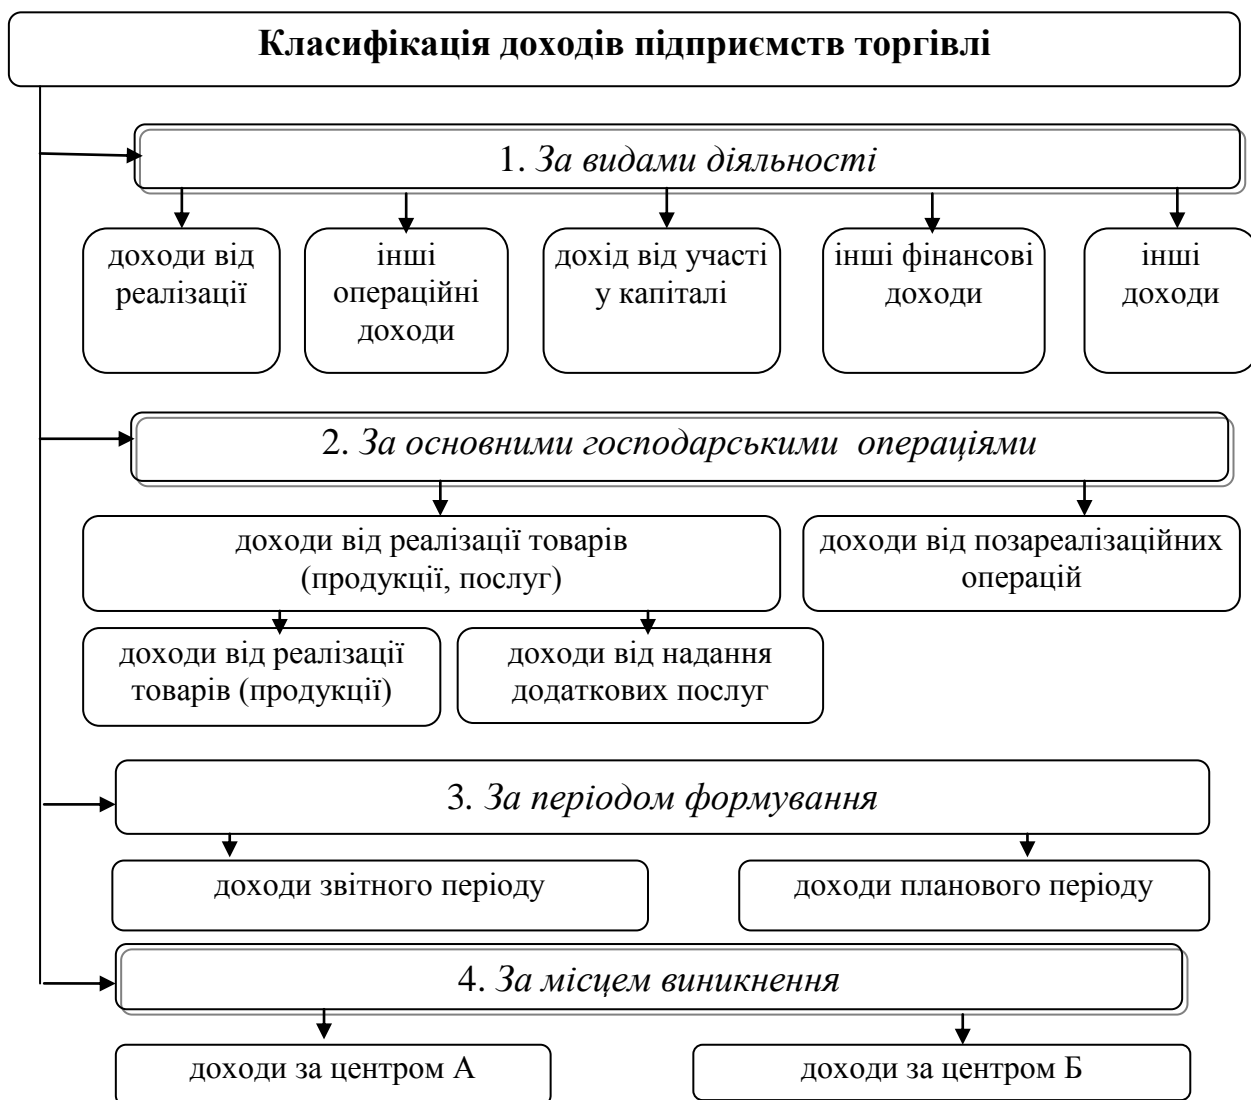 Класифікація доходів підприємств торгівлі
1. За видами діяльності
доходи від
реалізації
інші
операційні
доходи
дохід від участі
у капіталі
інші фінансові
доходи
інші
доходи
2. За основними господарськими операціями
доходи від реалізації товарів
(продукції, послуг)
доходи від позареалізаційних
операцій
доходи від реалізації
товарів (продукції)
доходи від надання
додаткових послуг
3. За періодом формування
доходи звітного періоду
доходи планового періоду
4. За місцем виникнення
доходи за центром А
доходи за центром Б